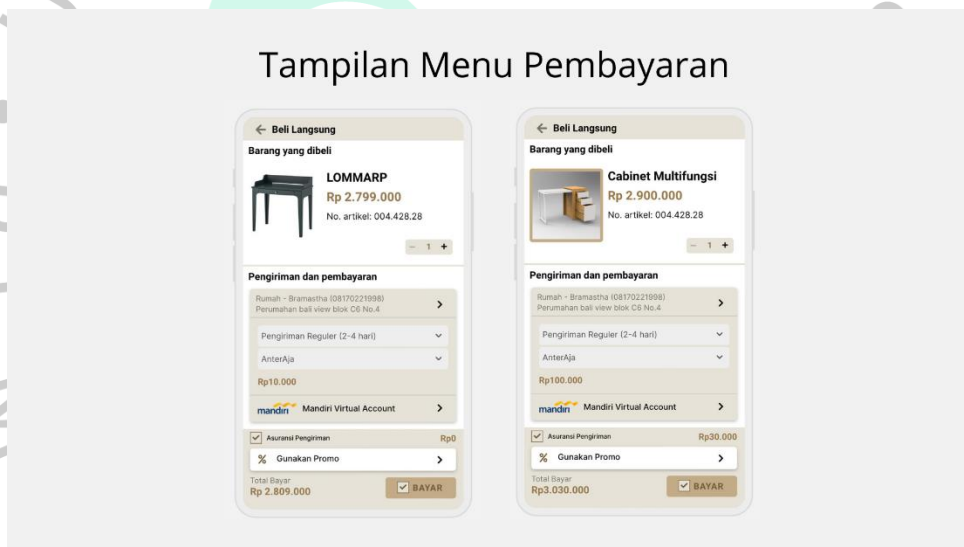 Tampilan Menu Pembayaran
Beli Langsung
Barang yang dibeli
LOMMARP
Rp 2.799.000
No. artikel: 004.428.28
− 1 +
Pengiriman dan pembayaran
Rumah - Bramastha (08170221998)
Perumahan bali view blok C6 No.4
Pengiriman Reguler (2-4 hari)
AnterAja
Rp10.000
mandiri Mandiri Virtual Account
Asuransi Pengiriman Rp0
% Gunakan Promo
Total Bayar
Rp 2.809.000
BAYAR
Beli Langsung
Barang yang dibeli
Cabinet Multifungsi
Rp 2.900.000
No. artikel: 004.428.28
− 1 +
Pengiriman dan pembayaran
Rumah - Bramastha (08170221998)
Perumahan bali view blok C6 No.4
Pengiriman Reguler (2-4 hari)
AnterAja
Rp100.000
mandiri Mandiri Virtual Account
Asuransi Pengiriman Rp30.000
% Gunakan Promo
Total Bayar
Rp3.030.000
BAYAR